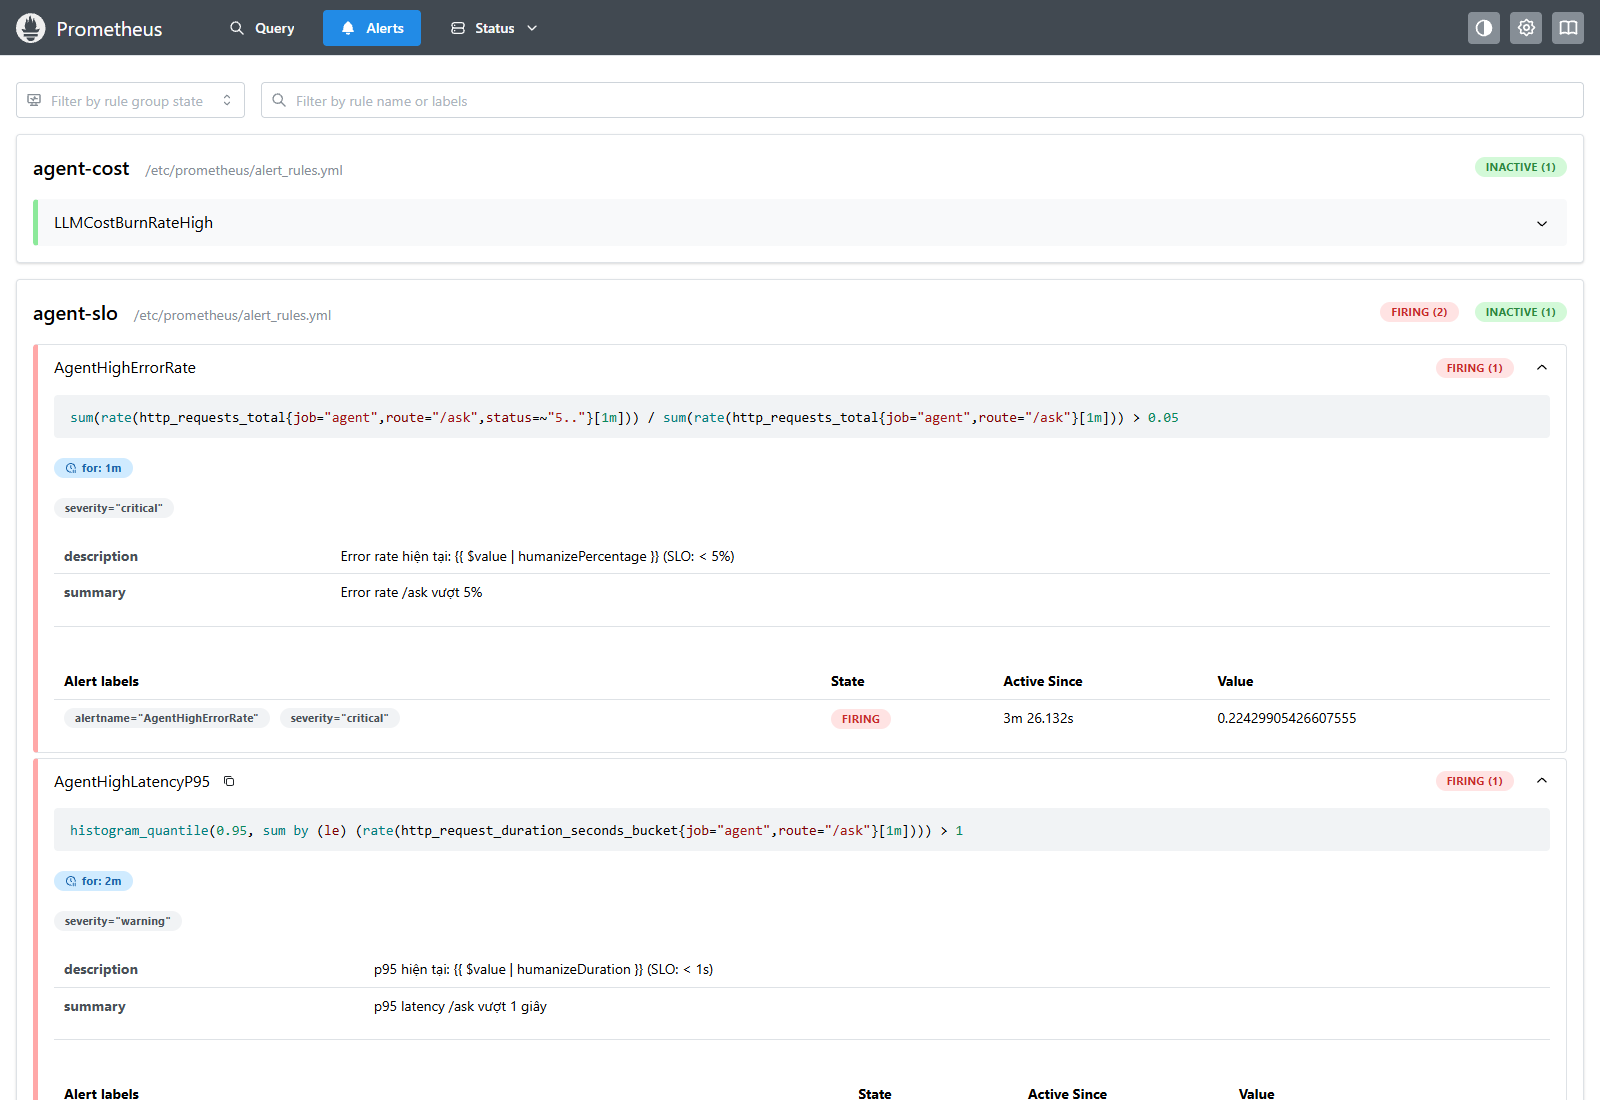 Prometheus
Query
Alerts
Status
Filter by rule group state
Filter by rule name or labels
agent-cost /etc/prometheus/alert_rules.yml INACTIVE (1)
LLMCostBurnRateHigh
agent-slo /etc/prometheus/alert_rules.yml FIRING (2) INACTIVE (1)
AgentHighErrorRate FIRING (1)
sum(rate(http_requests_total{job="agent",route="/ask",status=~"5.."}[1m])) / sum(rate(http_requests_total{job="agent",route="/ask"}[1m])) > 0.05
for: 1m
severity="critical"
description Error rate hiện tại: {{ $value | humanizePercentage }} (SLO: < 5%)
summary Error rate /ask vượt 5%
Alert labels State Active Since Value
alertname="AgentHighErrorRate" severity="critical" FIRING 3m 26.132s 0.22429905426607555
AgentHighLatencyP95 FIRING (1)
histogram_quantile(0.95, sum by (le) (rate(http_request_duration_seconds_bucket{job="agent",route="/ask"}[1m]))) > 1
for: 2m
severity="warning"
description p95 hiện tại: {{ $value | humanizeDuration }} (SLO: < 1s)
summary p95 latency /ask vượt 1 giây
Alert labels State Active Since Value